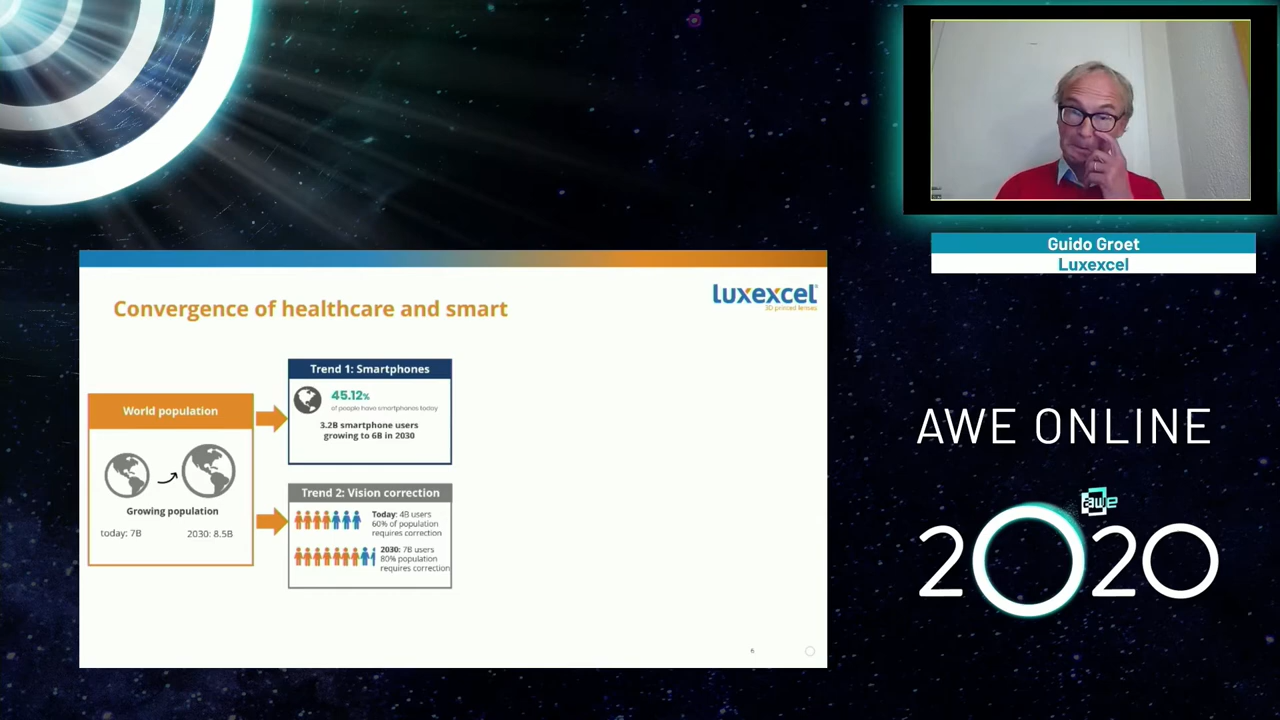 Guido Groet
Luxexcel
Convergence of healthcare and smart
luxexcel
3D printed lenses
World population
Growing population
today: 7B
2030: 8.5B
Trend 1: Smartphones
45.12%
of people have smartphones today
3.2B smartphone users
growing to 6B in 2030
Trend 2: Vision correction
Today: 4B users
60% of population
requires correction
2030: 7B users
80% population
requires correction
6
AWE ONLINE
awe
2020